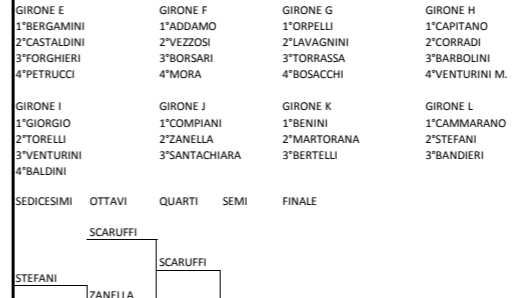 GIRONE E GIRONE F GIRONE G GIRONE H
1°BERGAMINI 1°ADDAMO 1°ORPELLI 1°CAPITANO
2°CASTALDINI 2°VEZZOSI 2°LAVAGNINI 2°CORRADI
3°FORGHIERI 3°BORSARI 3°TORRASSA 3°BARBOLINI
4°PETRUCCI 4°MORA 4°BOSACCHI 4°VENTURINI M.
GIRONE I GIRONE J GIRONE K GIRONE L
1°GIORGIO 1°COMPIANI 1°BENINI 1°CAMMARANO
2°TORELLI 2°ZANELLA 2°MARTORANA 2°STEFANI
3°VENTURINI 3°SANTACHIARA 3°BERTELLI 3°BANDIERI
4°BALDINI
SEDICESIMI OTTAVI QUARTI SEMI FINALE
SCARUFFI
SCARUFFI
STEFANI
ZANELLA